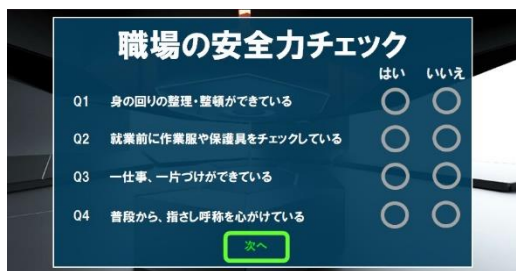 職場の安全力チェック
はい いいえ
Q1 身の回りの整理・整頓ができている
Q2 就業前に作業服や保護具をチェックしている
Q3 一仕事、一片づけができている
Q4 普段から、指さし呼称を心がけている
次へ